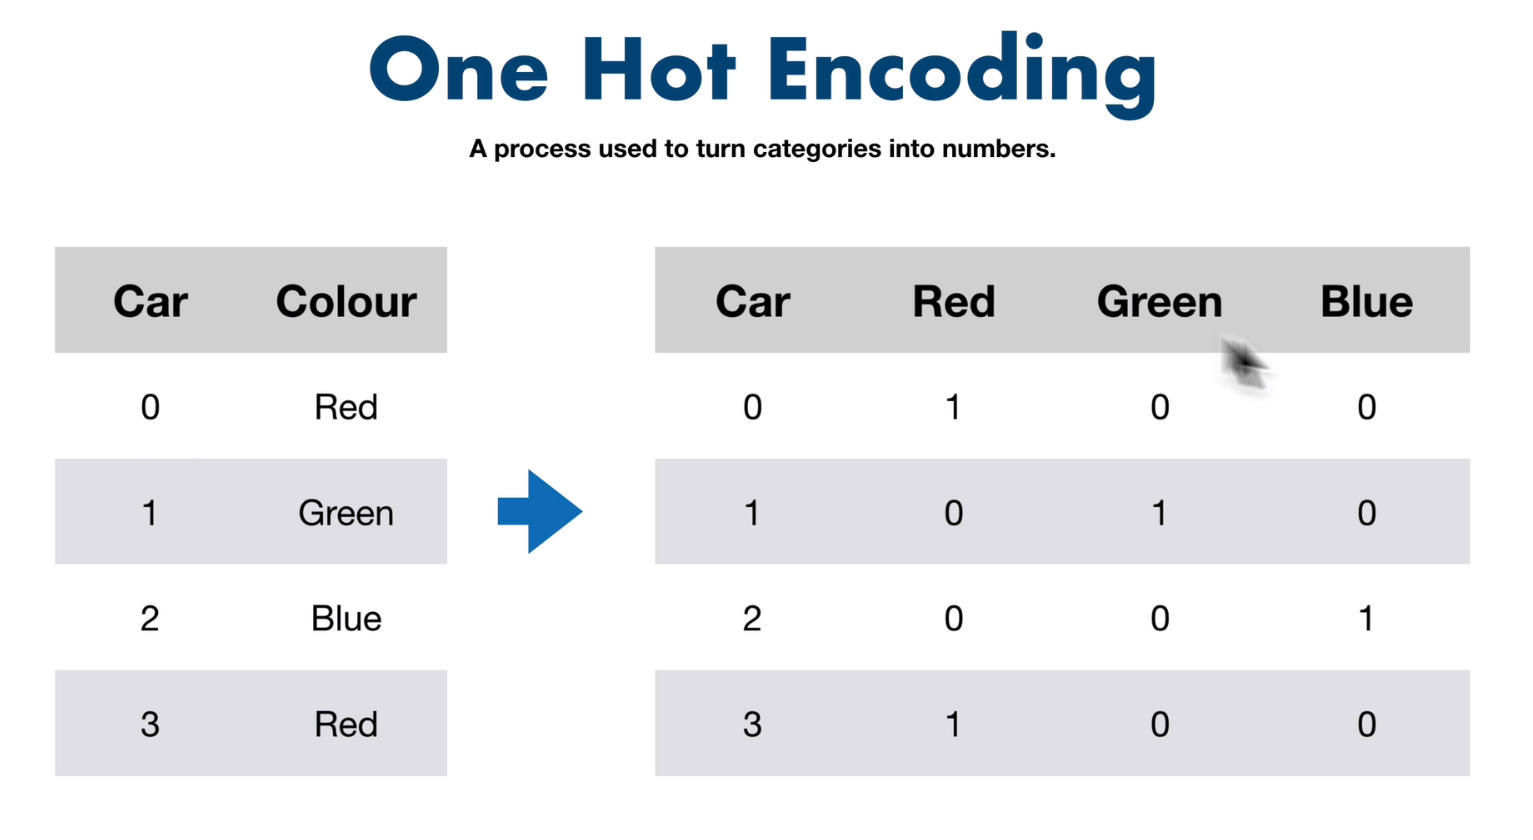 One Hot Encoding
A process used to turn categories into numbers.
Car Colour
0 Red
1 Green
2 Blue
3 Red
Car Red Green Blue
0 1 0 0
1 0 1 0
2 0 0 1
3 1 0 0